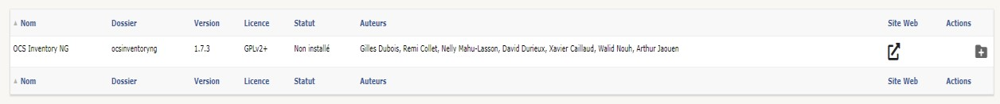 Nom Dossier Version Licence Statut Auteurs Site Web Actions
OCS Inventory NG ocsinventoryng 1.7.3 GPLv2+ Non installé Gilles Dubois, Remi Collet, Nelly Mahu-Lasson, David Durieux, Xavier Caillaud, Walid Nouh, Arthur Jaouen
Nom Dossier Version Licence Statut Auteurs Site Web Actions